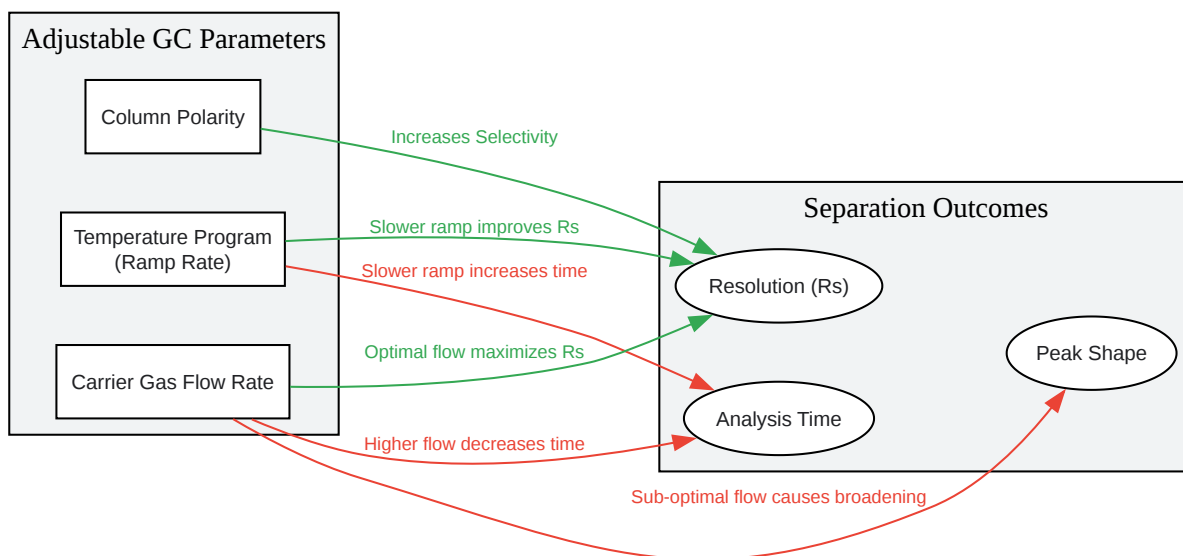 Adjustable GC Parameters
Column Polarity
Temperature Program
(Ramp Rate)
Carrier Gas Flow Rate
Increases Selectivity
Slower ramp improves Rs
Slower ramp increases time
Optimal flow maximizes Rs
Higher flow decreases time
Sub-optimal flow causes broadening
Separation Outcomes
Resolution (Rs)
Peak Shape
Analysis Time